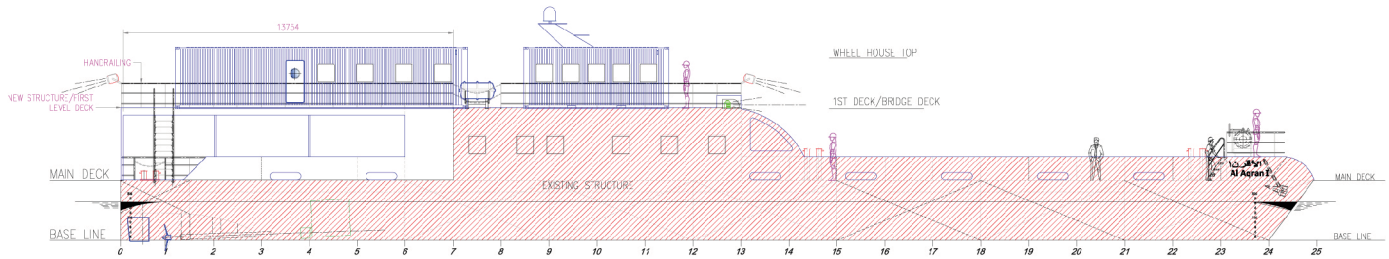 13754
WHEEL HOUSE TOP
HANDRAILING
NEW STRUCTURE/FIRST
LEVEL DECK
1ST DECK/BRIDGE DECK
MAIN DECK
EXISTING STRUCTURE
Al Aqran 1
MAIN DECK
BASE LINE
BASE LINE
0 1 2 3 4 5 6 7 8 9 10 11 12 13 14 15 16 17 18 19 20 21 22 23 24 25